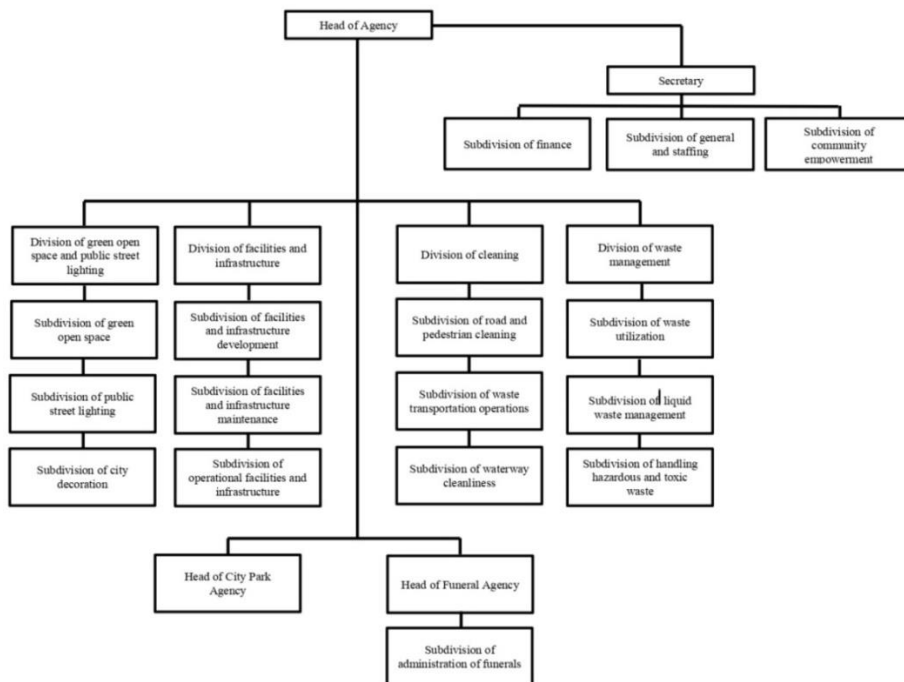 Head of Agency
Secretary
Subdivision of finance
Subdivision of general
and staffing
Subdivision of
community
empowerment
Division of green open
space and public street
lighting
Division of facilities and
infrastructure
Division of cleaning
Division of waste
management
Subdivision of green
open space
Subdivision of facilities
and infrastructure
development
Subdivision of road and
pedestrian cleaning
Subdivision of waste
utilization
Subdivision of public
street lighting
Subdivision of facilities
and infrastructure
maintenance
Subdivision of waste
transportation operations
Subdivision of liquid
waste management
Subdivision of city
decoration
Subdivision of
operational facilities and
infrastructure
Subdivision of waterway
cleanliness
Subdivision of handling
hazardous and toxic
waste
Head of City Park
Agency
Head of Funeral Agency
Subdivision of
administration of funerals